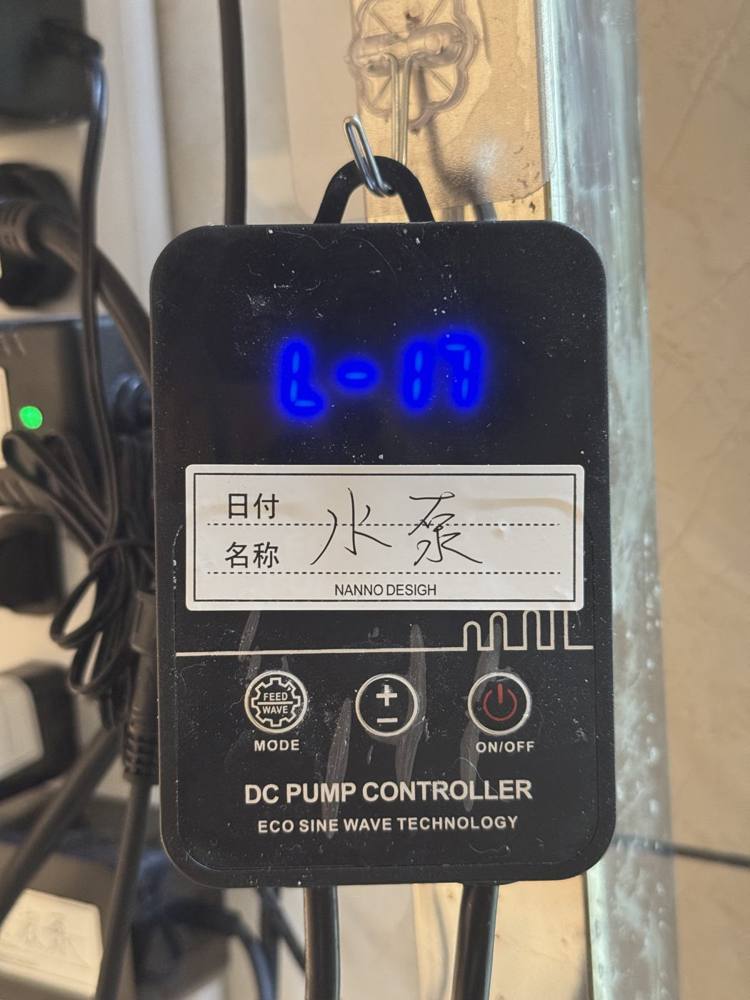 L-17
日付
名称 水泵
NANNO DESIGH
FEED
WAVE
+
−
MODE
ON/OFF
DC PUMP CONTROLLER
ECO SINE WAVE TECHNOLOGY